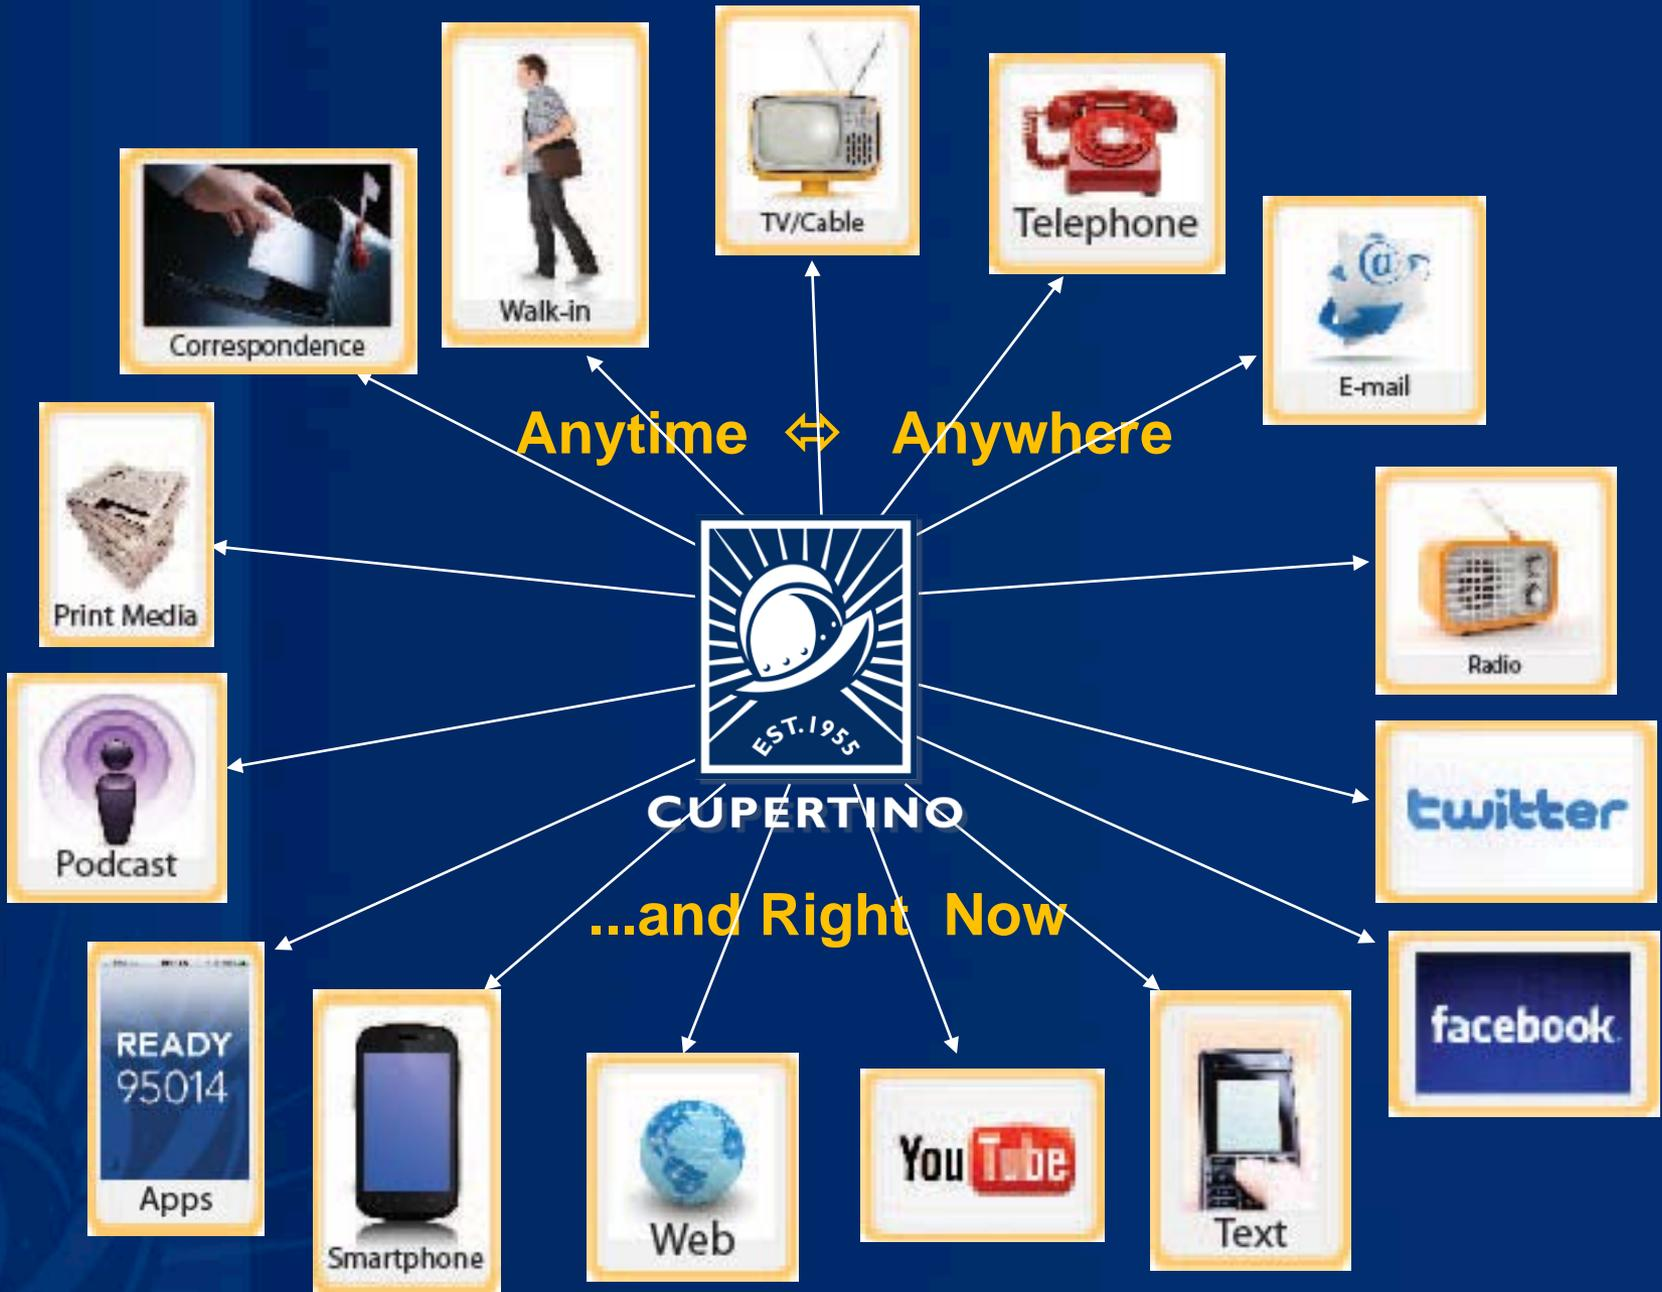 TV/Cable
Telephone
Walk-in
Correspondence
@
E-mail
Anytime ⬄ Anywhere
Print Media
Radio
EST. 1955
CUPERTINO
twitter
Podcast
...and Right Now
facebook
READY
95014
Apps
Smartphone
Web
YouTube
Text